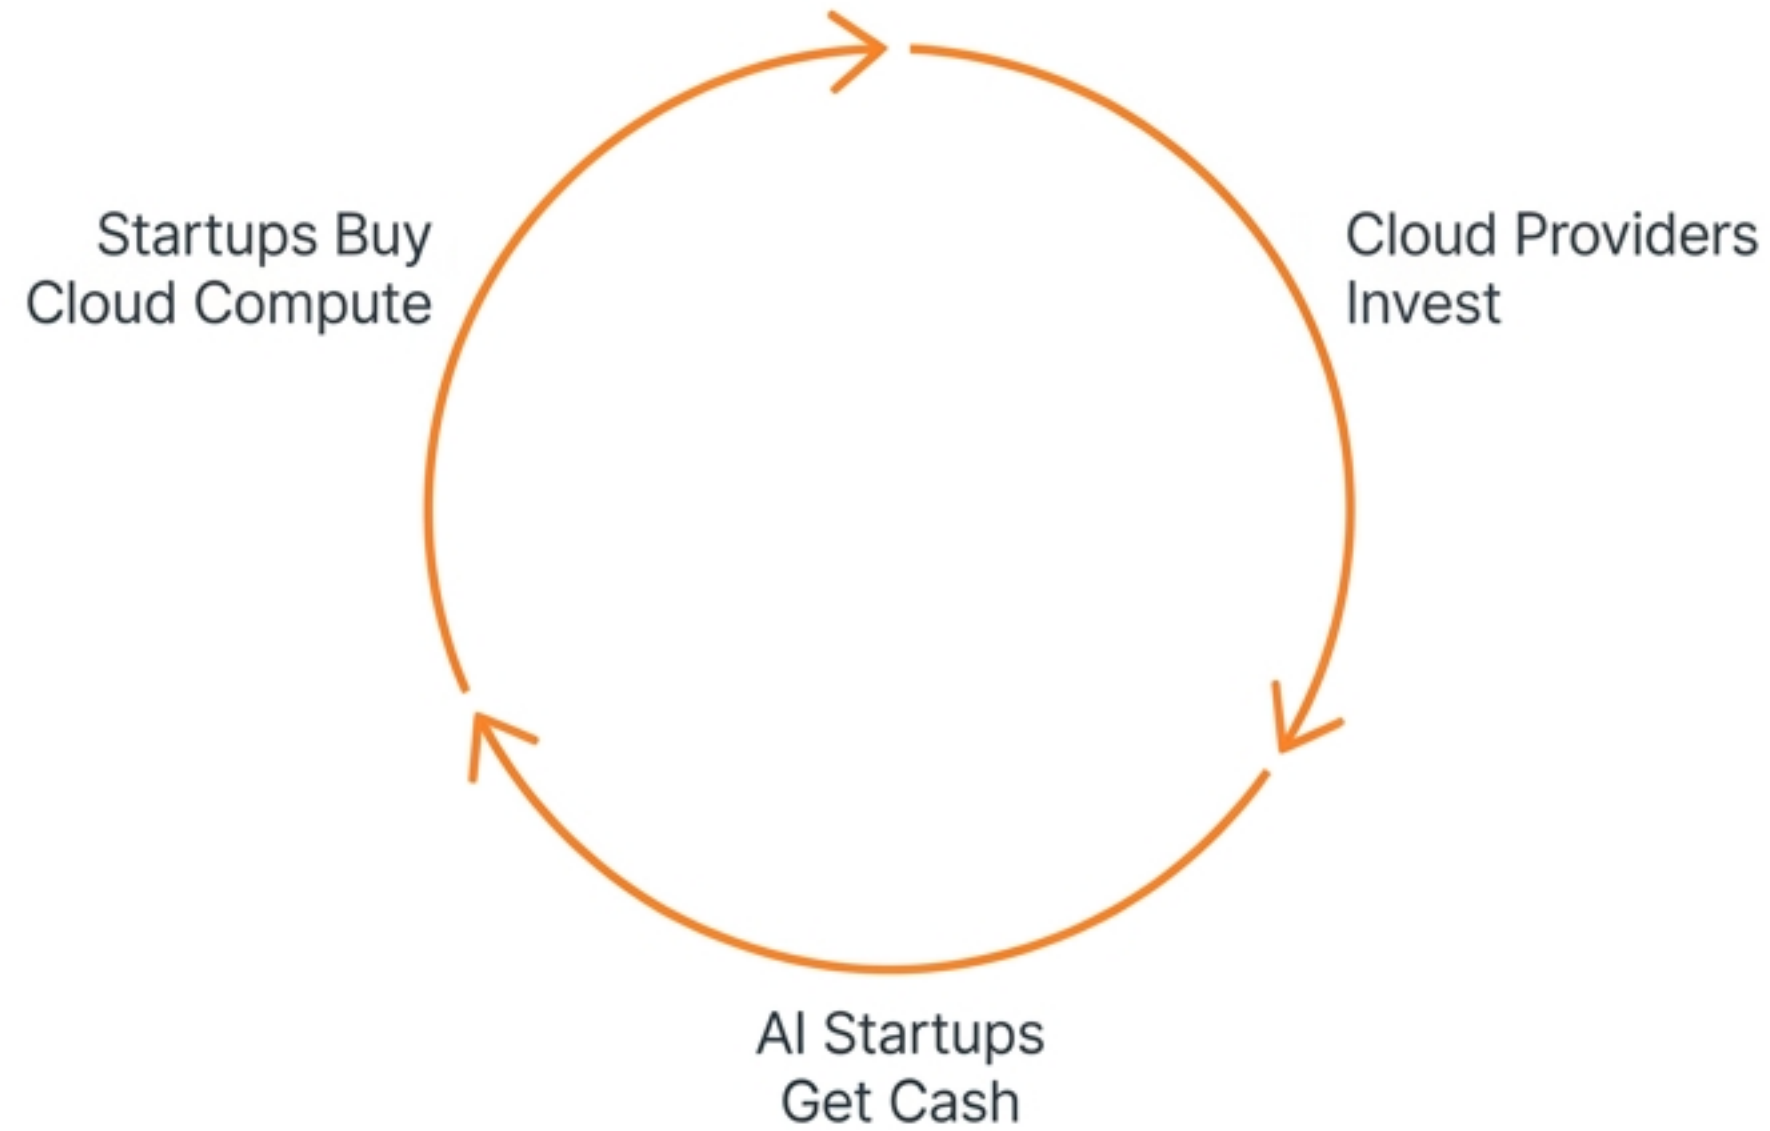 Startups Buy
Cloud Compute
Cloud Providers
Invest
AI Startups
Get Cash